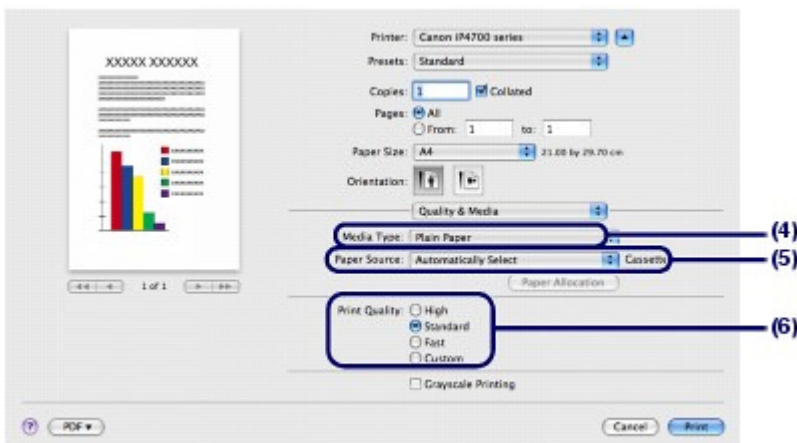 XXXXX XXXXXX
1 of 1
Printer: Canon iP4700 series
Presets: Standard
Copies: 1 Collated
Pages: All
From: 1 to: 1
Paper Size: A4 21.00 by 29.70 cm
Orientation:
Quality & Media
Media Type: Plain Paper (4)
Paper Source: Automatically Select Cassette (5)
Paper Allocation
Print Quality: High
Standard
Fast
Custom
(6)
Grayscale Printing
? PDF Cancel Print